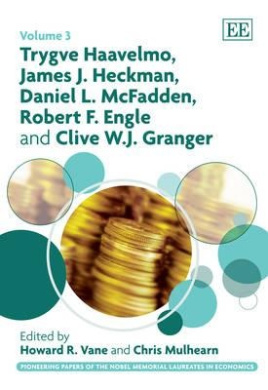 EE
Volume 3
Trygve Haavelmo,
James J. Heckman,
Daniel L. McFadden,
Robert F. Engle
and Clive W.J. Granger
Edited by
Howard R. Vane and Chris Mulhearn
PIONEERING PAPERS OF THE NOBEL MEMORIAL LAUREATES IN ECONOMICS